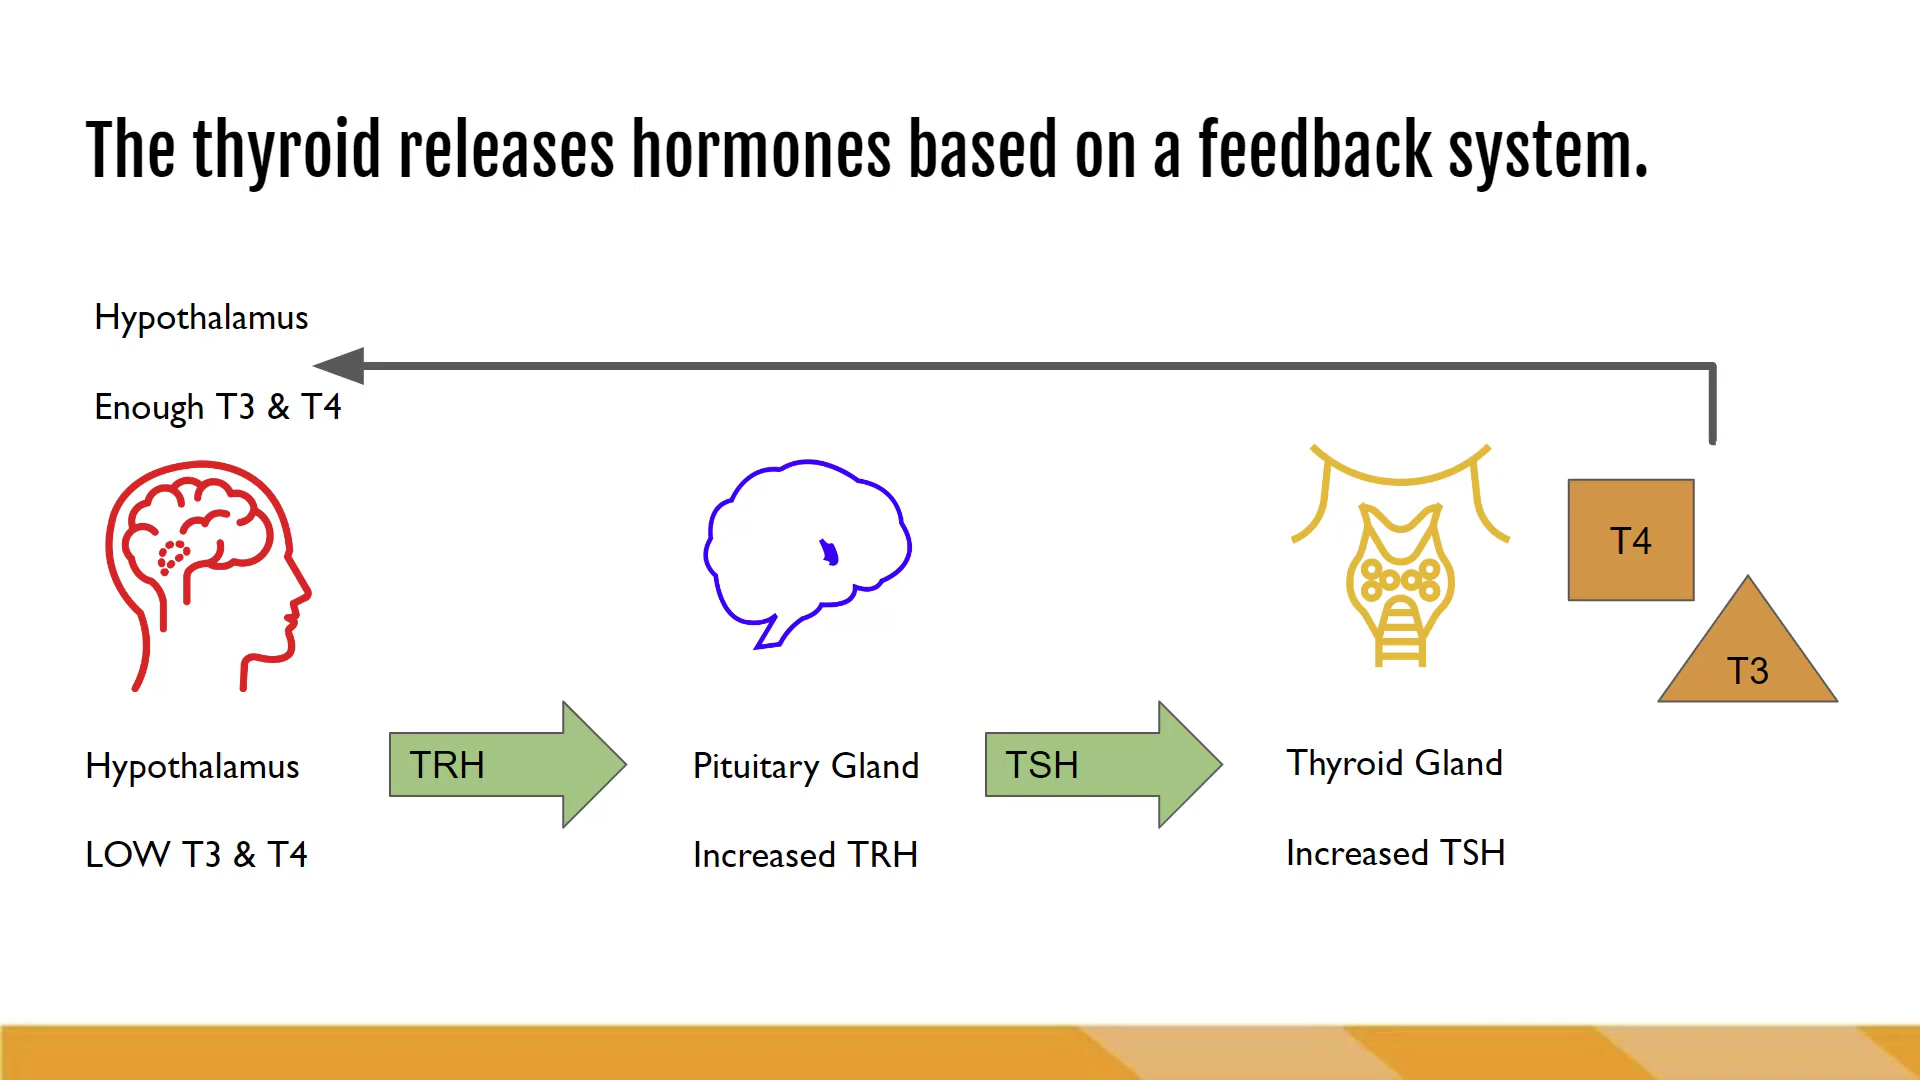 The thyroid releases hormones based on a feedback system.
Hypothalamus
Enough T3 & T4
T4
T3
Hypothalamus
LOW T3 & T4
TRH
Pituitary Gland
Increased TRH
TSH
Thyroid Gland
Increased TSH